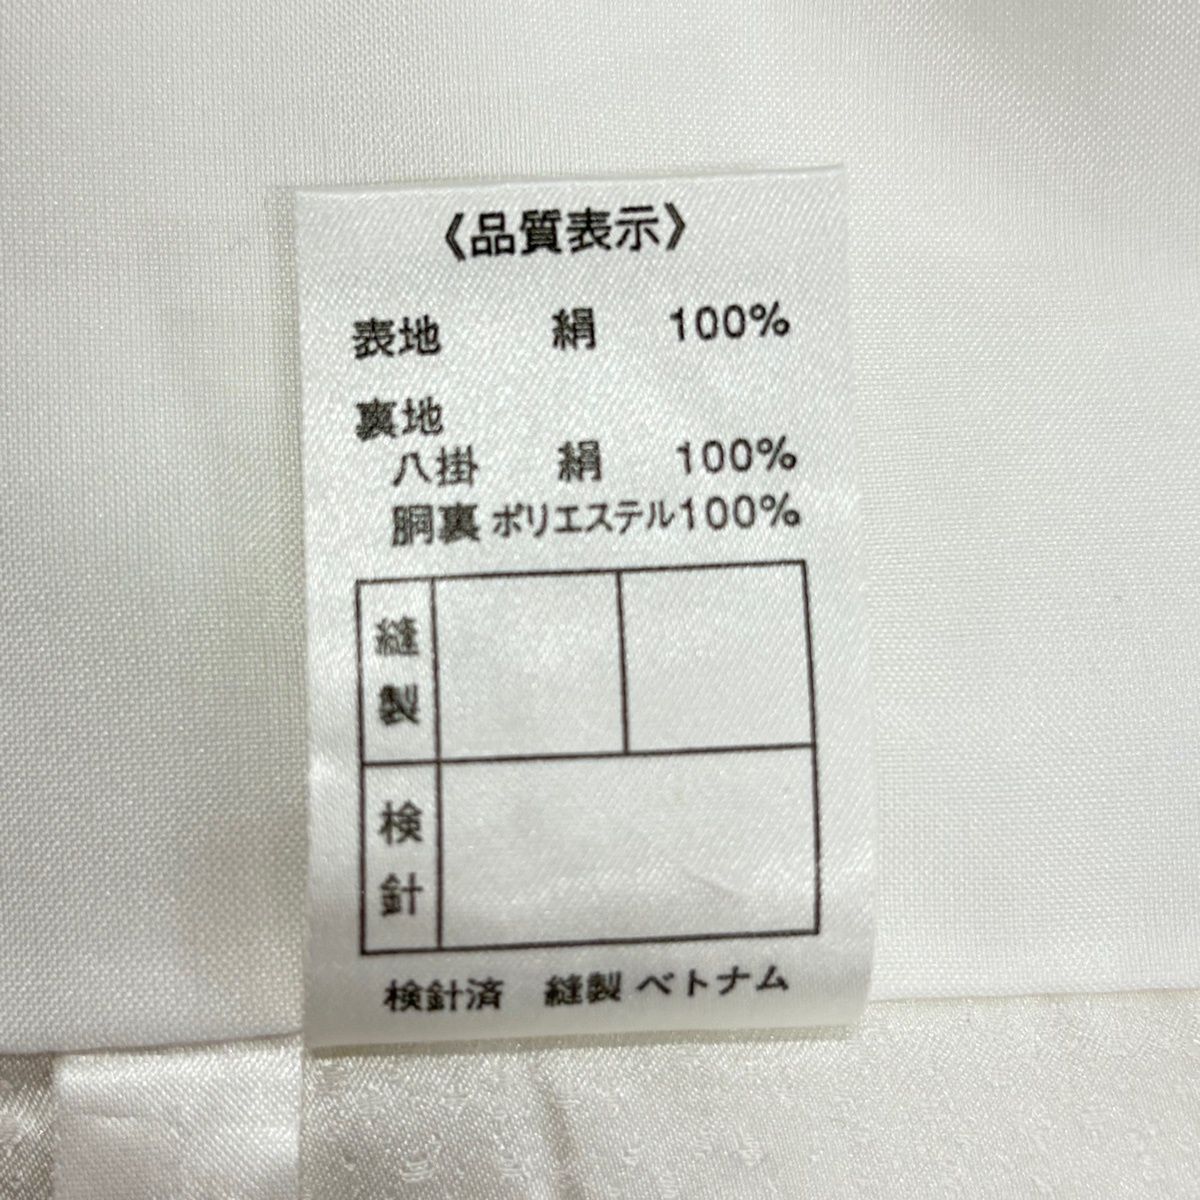 《品質表示》
表地 絹 100%
裏地
八掛 絹 100%
胴裏 ポリエステル100%
縫製
検針
検針済 縫製 ベトナム